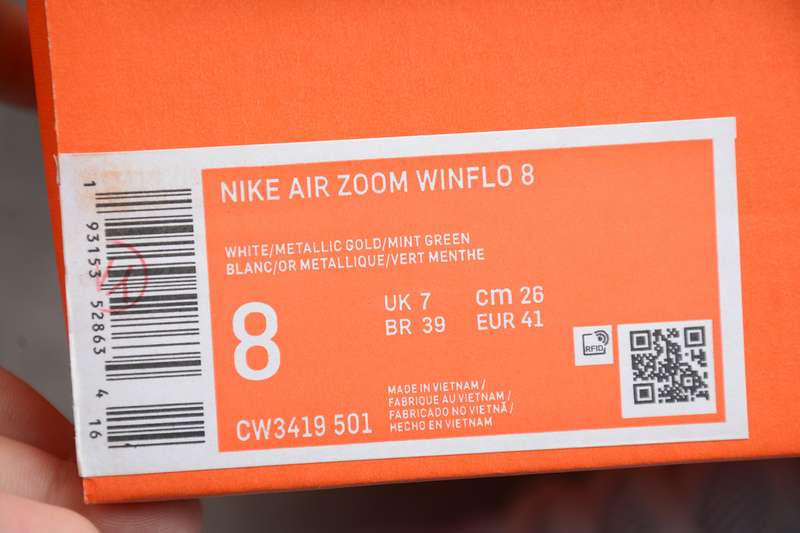 NIKE AIR ZOOM WINFLO 8
WHITE/METALLIC GOLD/MINT GREEN
BLANC/OR METALLIQUE/VERT MENTHE
8
UK 7 cm 26
BR 39 EUR 41
RFID
MADE IN VIETNAM /
FABRIQUE AU VIETNAM /
FABRICADO NO VIETNÃ /
HECHO EN VIETNAM
CW3419 501
1 93153 52863 4 16